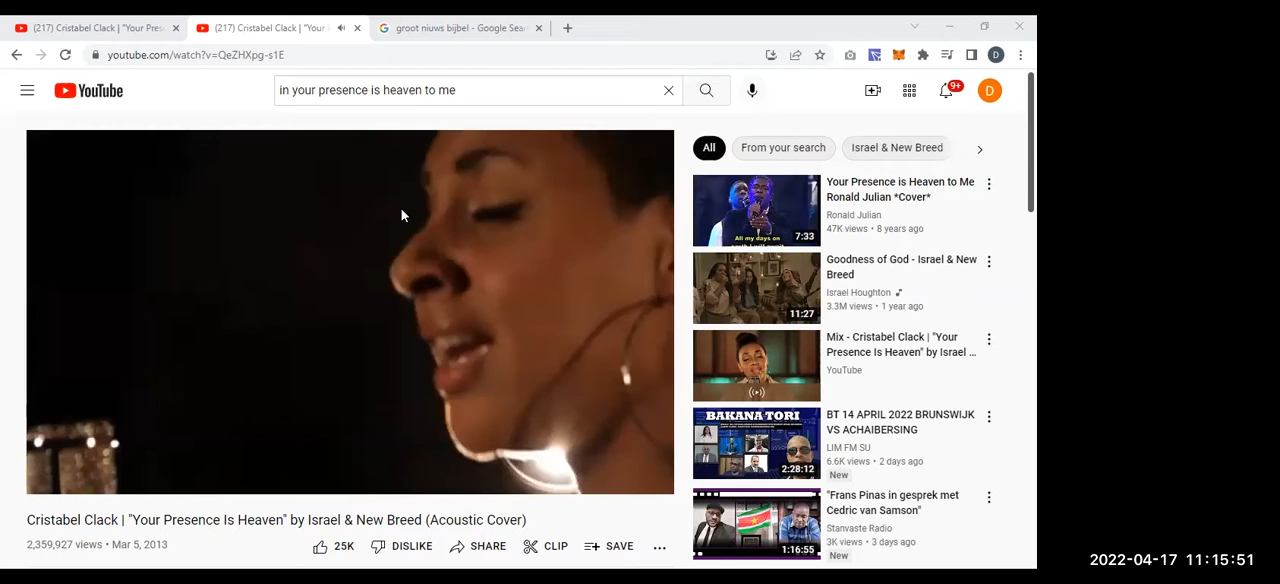 (217) Cristabel Clack | "Your Pres
(217) Cristabel Clack | "Your
groot niuws bijbel - Google Sear
youtube.com/watch?v=QeZHXpg-s1E
D
YouTube
in your presence is heaven to me
9+
D
All
From your search
Israel & New Breed
All my days on
7:33
Your Presence is Heaven to Me
Ronald Julian *Cover*
Ronald Julian
47K views • 8 years ago
11:27
Goodness of God - Israel & New
Breed
Israel Houghton
3.3M views • 1 year ago
Mix - Cristabel Clack | "Your
Presence Is Heaven" by Israel ...
YouTube
BAKANA TORI
2:28:12
BT 14 APRIL 2022 BRUNSWIJK
VS ACHAIBERSING
LIM FM SU
6.6K views • 2 days ago
New
1:16:55
"Frans Pinas in gesprek met
Cedric van Samson"
Stanvaste Radio
3K views • 3 days ago
New
Cristabel Clack | "Your Presence Is Heaven" by Israel & New Breed (Acoustic Cover)
2,359,927 views • Mar 5, 2013
25K
DISLIKE
SHARE
CLIP
SAVE
2022-04-17 11:15:51